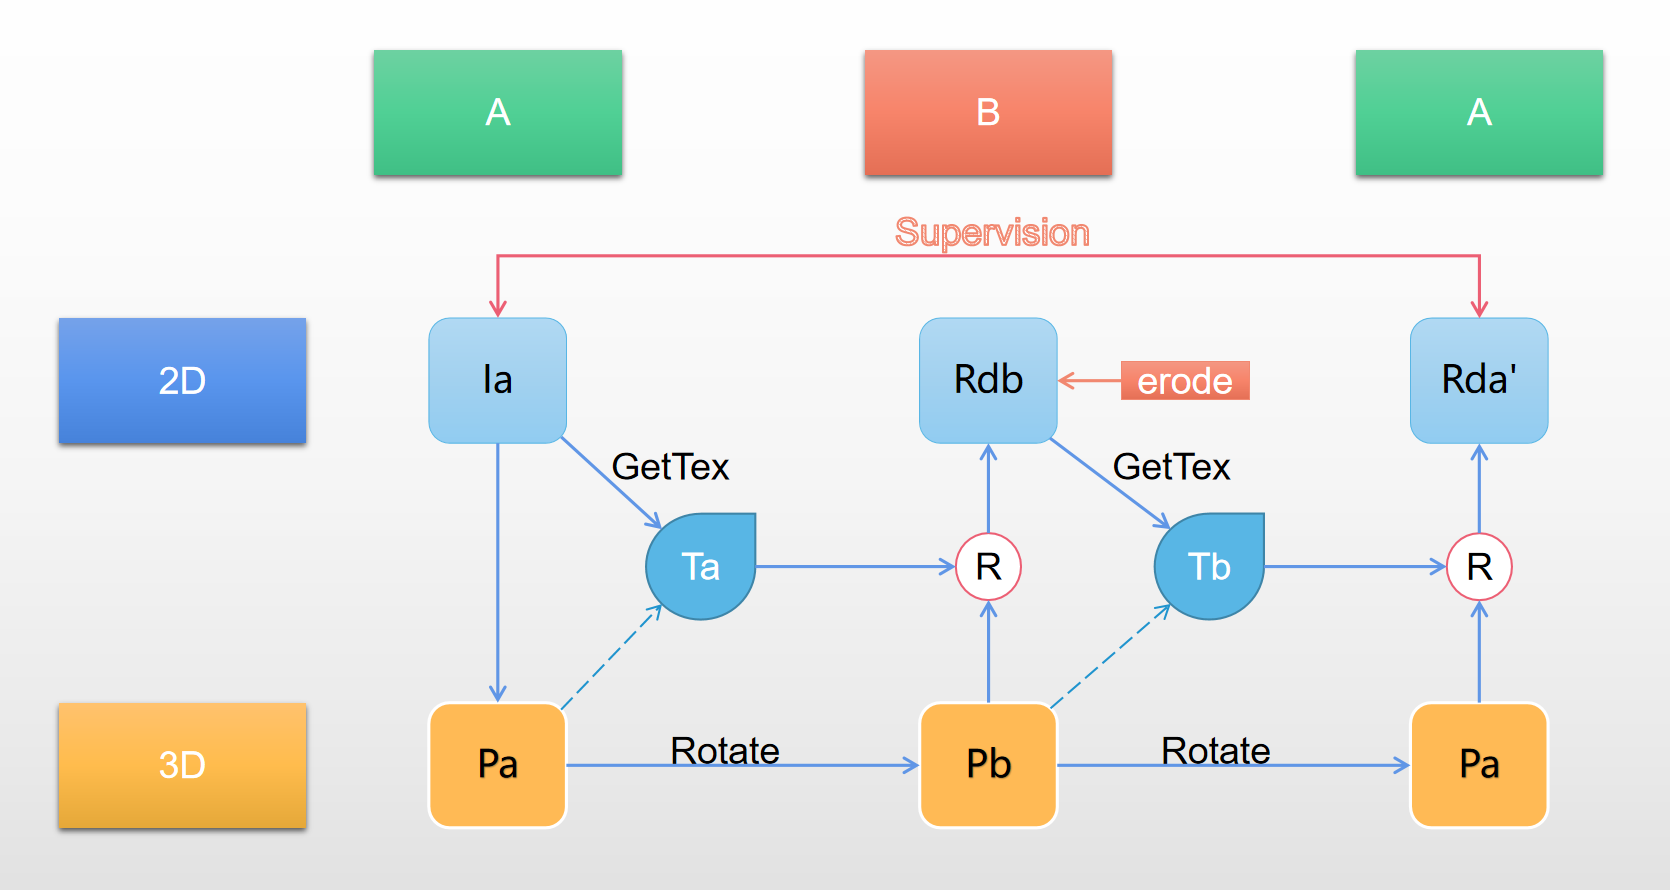 A
B
A
Supervision
2D
Ia
Rdb
erode
Rda'
GetTex
GetTex
Ta
R
Tb
R
3D
Pa
Rotate
Pb
Rotate
Pa